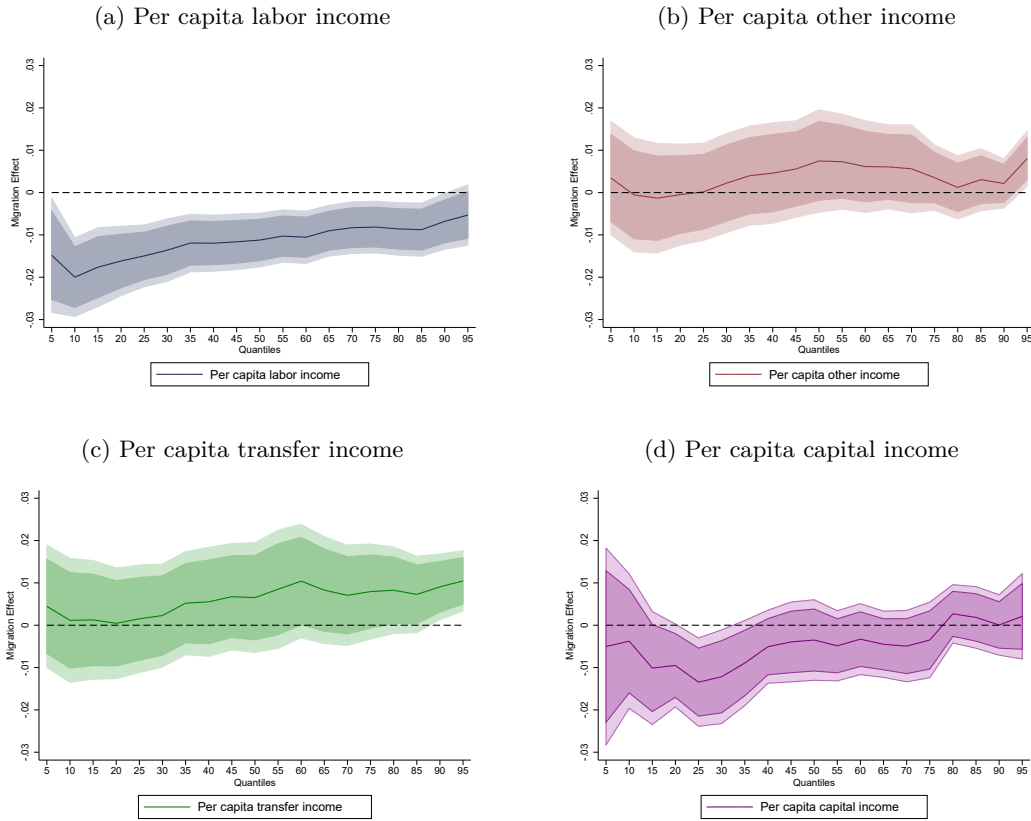 (a) Per capita labor income
.03
.02
.01
0
-.01
-.02
-.03
Migration Effect
5 10 15 20 25 30 35 40 45 50 55 60 65 70 75 80 85 90 95
Quantiles
Per capita labor income
(b) Per capita other income
.03
.02
.01
0
-.01
-.02
-.03
Migration Effect
5 10 15 20 25 30 35 40 45 50 55 60 65 70 75 80 85 90 95
Quantiles
Per capita other income
(c) Per capita transfer income
.03
.02
.01
0
-.01
-.02
-.03
Migration Effect
5 10 15 20 25 30 35 40 45 50 55 60 65 70 75 80 85 90 95
Quantiles
Per capita transfer income
(d) Per capita capital income
.03
.02
.01
0
-.01
-.02
-.03
Migration Effect
5 10 15 20 25 30 35 40 45 50 55 60 65 70 75 80 85 90 95
Quantiles
Per capita capital income